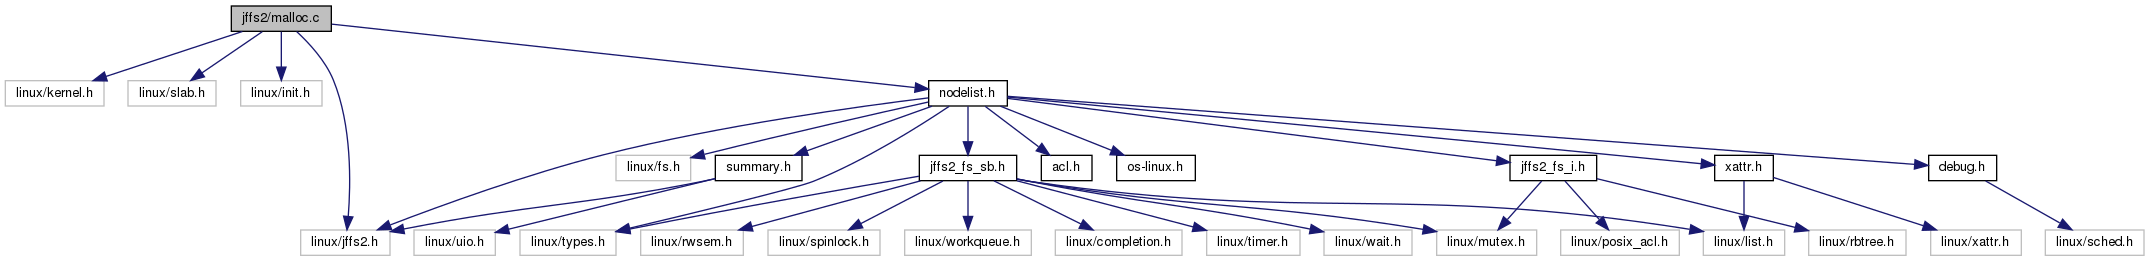 jffs2/malloc.c
linux/kernel.h
linux/slab.h
linux/init.h
nodelist.h
linux/fs.h
summary.h
jffs2_fs_sb.h
acl.h
os-linux.h
jffs2_fs_i.h
xattr.h
debug.h
linux/jffs2.h
linux/uio.h
linux/types.h
linux/rwsem.h
linux/spinlock.h
linux/workqueue.h
linux/completion.h
linux/timer.h
linux/wait.h
linux/mutex.h
linux/posix_acl.h
linux/list.h
linux/rbtree.h
linux/xattr.h
linux/sched.h